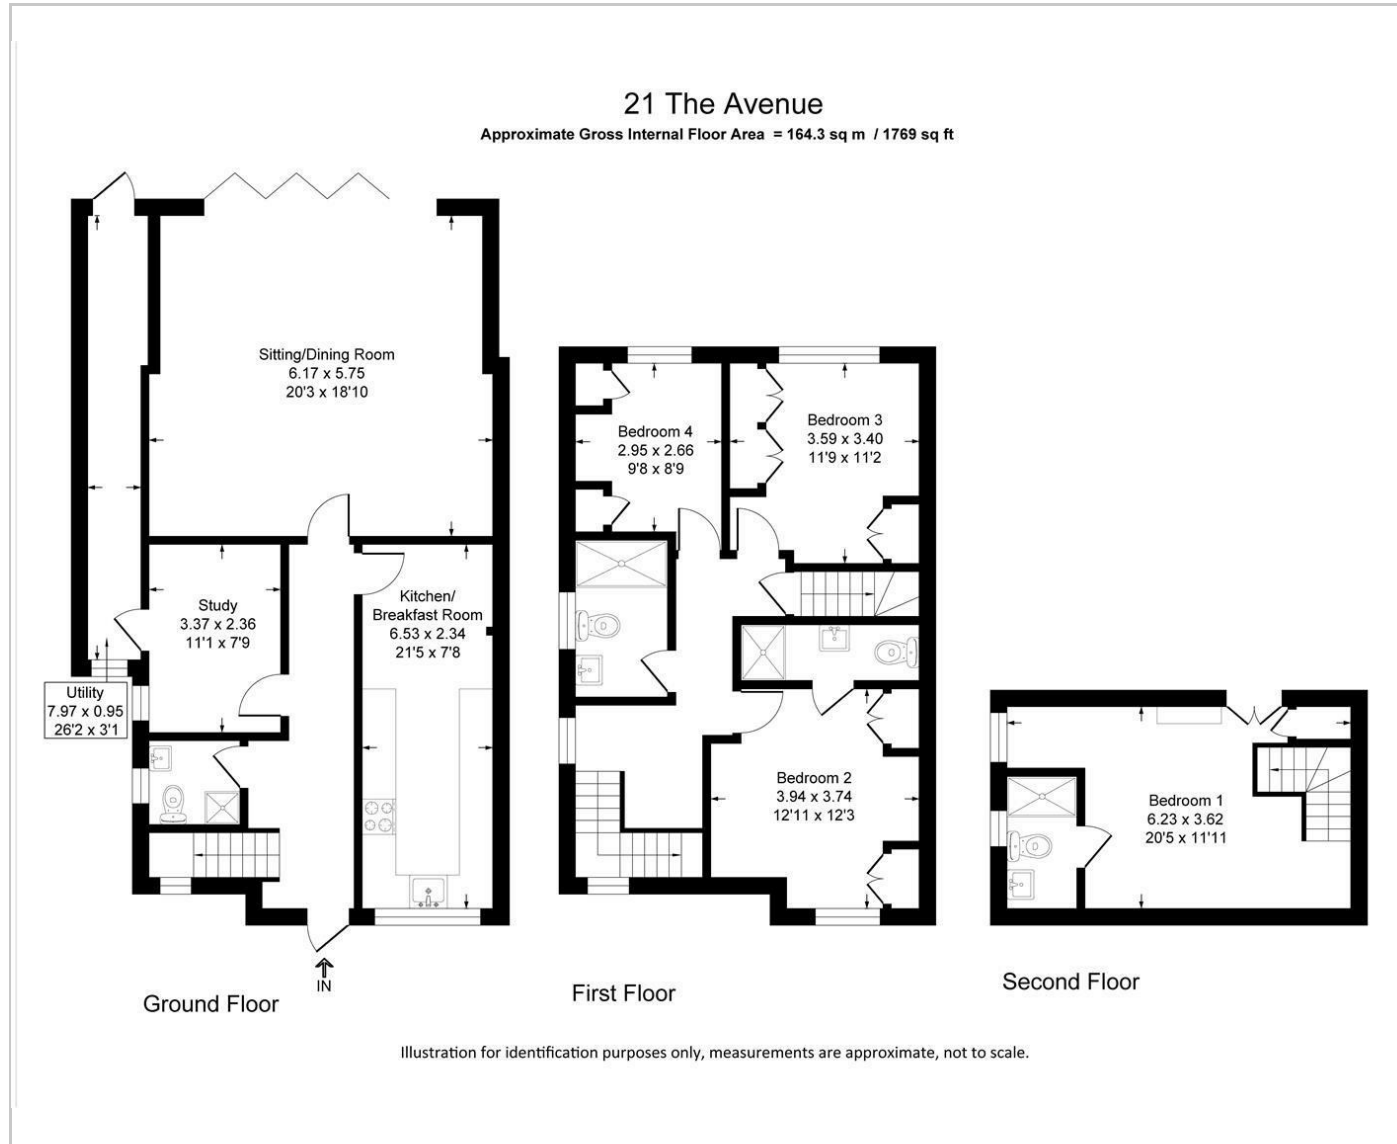 21 The Avenue
Approximate Gross Internal Floor Area = 164.3 sq m / 1769 sq ft
Sitting/Dining Room
6.17 x 5.75
20'3 x 18'10
Study
3.37 x 2.36
11'1 x 7'9
Kitchen/
Breakfast Room
6.53 x 2.34
21'5 x 7'8
Utility
7.97 x 0.95
26'2 x 3'1
IN
Ground Floor
Bedroom 4
2.95 x 2.66
9'8 x 8'9
Bedroom 3
3.59 x 3.40
11'9 x 11'2
Bedroom 2
3.94 x 3.74
12'11 x 12'3
First Floor
Bedroom 1
6.23 x 3.62
20'5 x 11'11
Second Floor
Illustration for identification purposes only, measurements are approximate, not to scale.